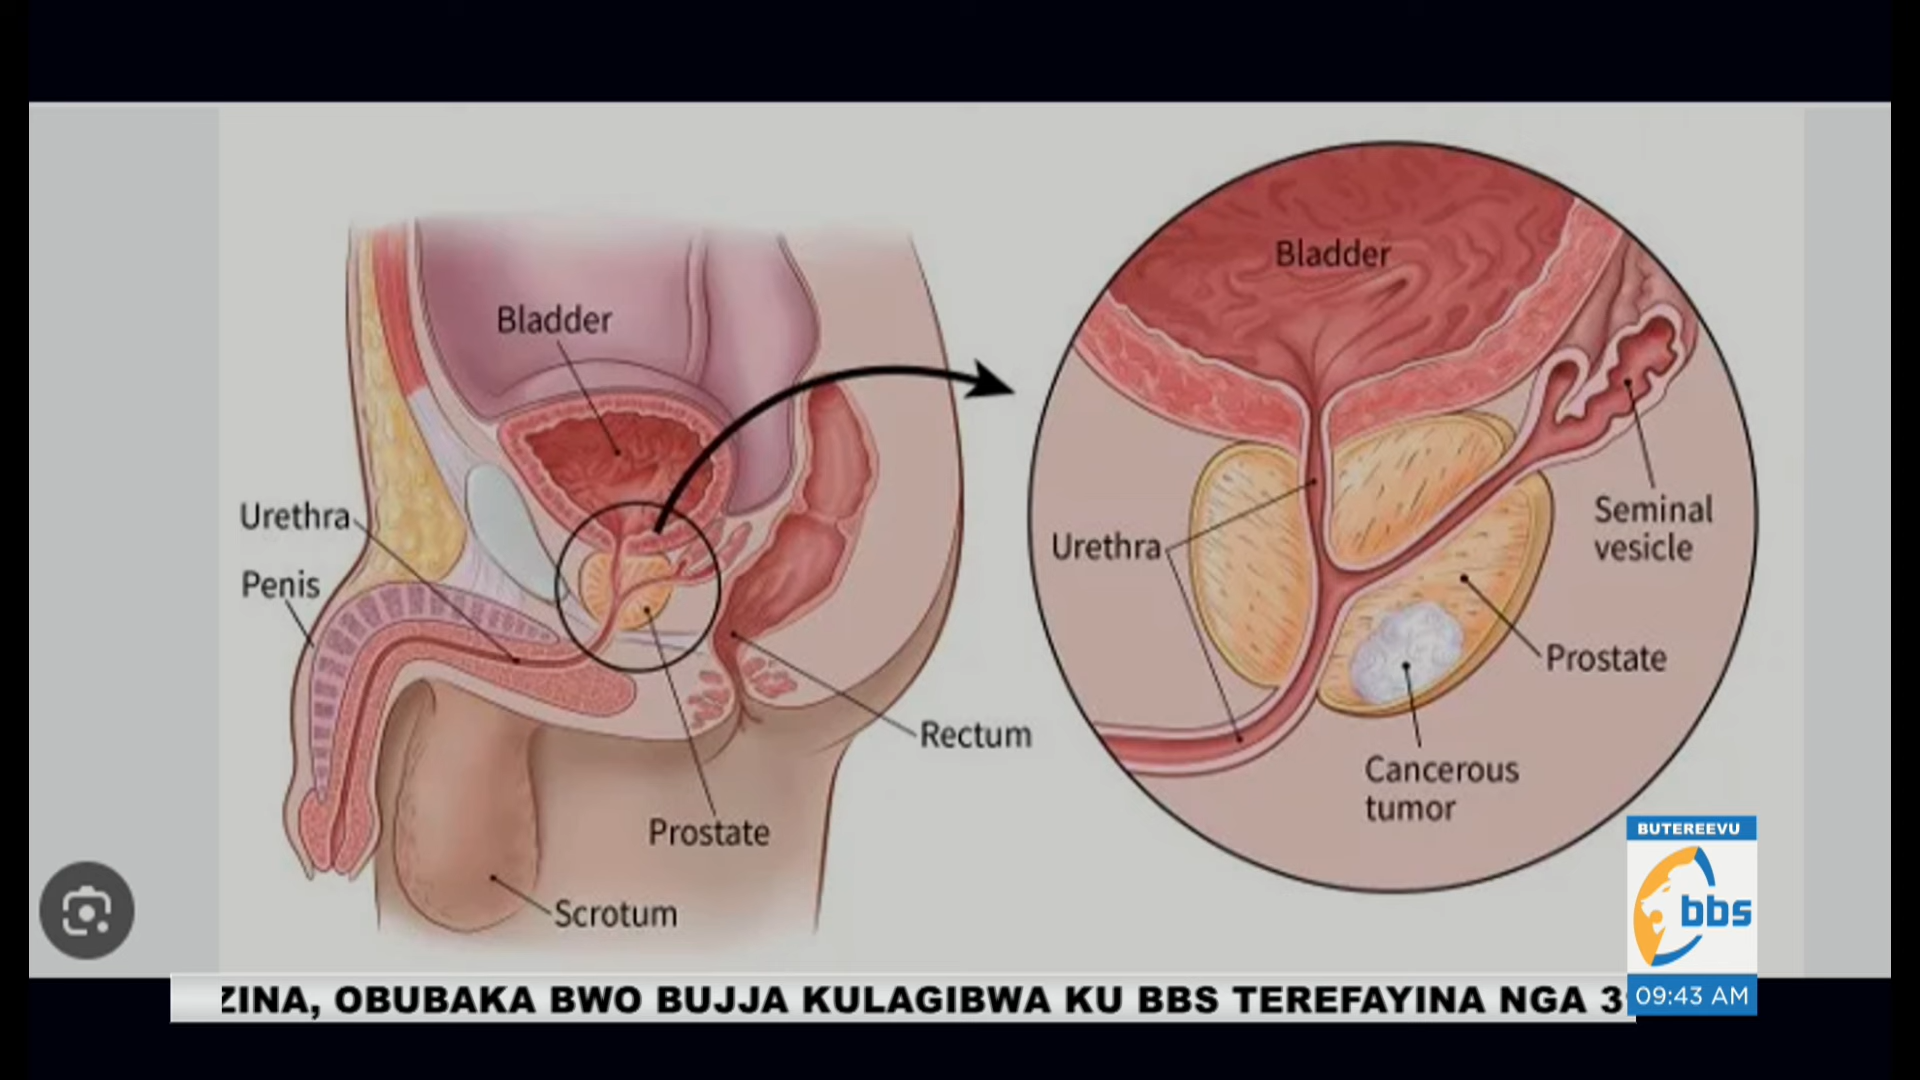 Bladder
Urethra
Penis
Rectum
Prostate
Scrotum
Bladder
Urethra
Seminal
vesicle
Prostate
Cancerous
tumor
BUTEREEVU
bbs
ZINA, OBUBAKA BWO BUJJA KULAGIBWA KU BBS TEREFAYINA NGA 3
09:43 AM